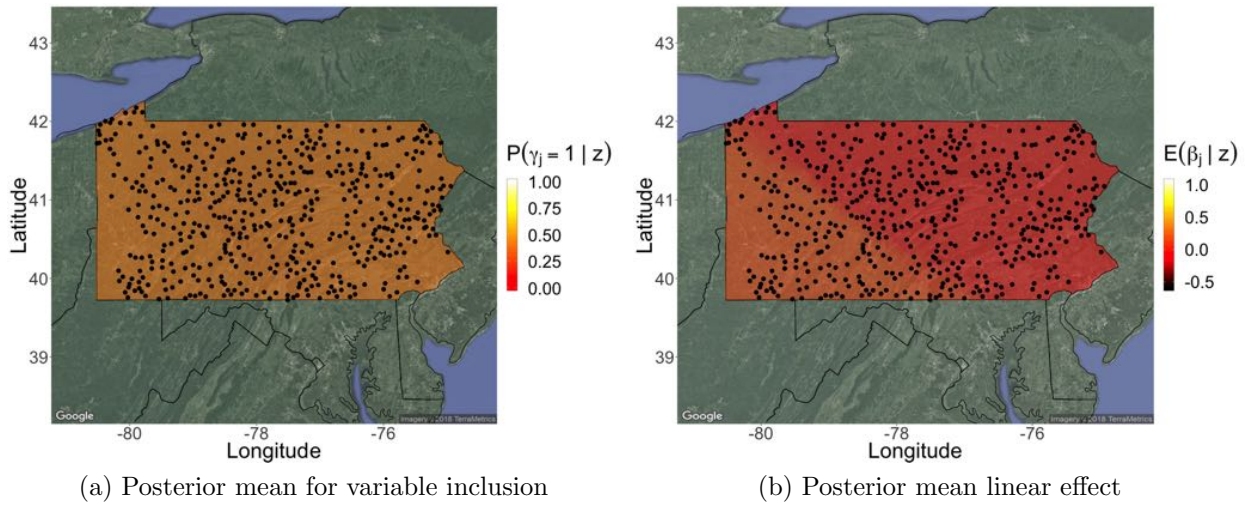 43
42
41
40
39
Latitude
-80
-78
-76
Longitude
Google
Imagery ©2018 TerraMetrics
P(γj = 1 | z)
1.00
0.75
0.50
0.25
0.00
(a) Posterior mean for variable inclusion
43
42
41
40
39
Latitude
-80
-78
-76
Longitude
Google
Imagery ©2018 TerraMetrics
E(βj | z)
1.0
0.5
0.0
-0.5
(b) Posterior mean linear effect